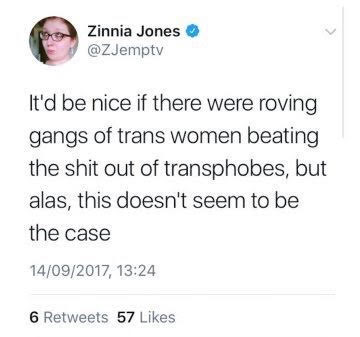 Zinnia Jones
@ZJemptv
It'd be nice if there were roving
gangs of trans women beating
the shit out of transphobes, but
alas, this doesn't seem to be
the case
14/09/2017, 13:24
6 Retweets 57 Likes